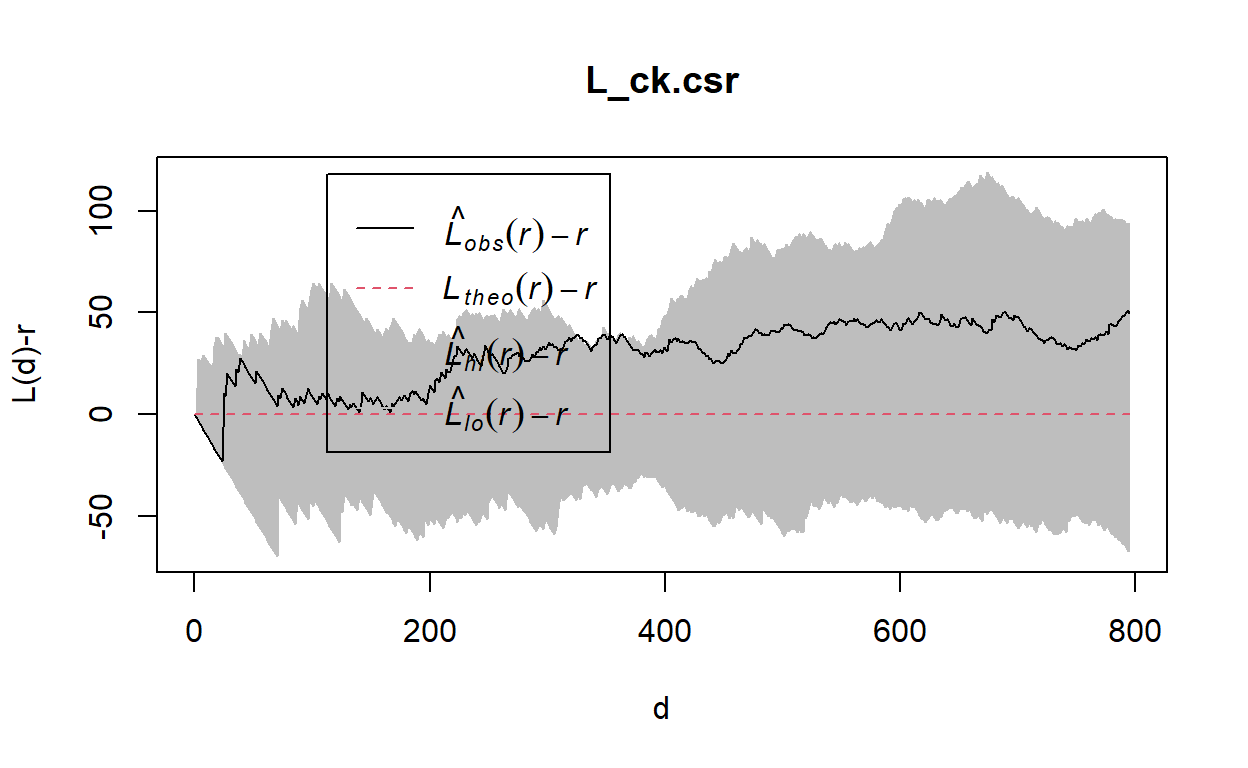 L_ck.csr
L(d)-r
100
50
0
-50
L̂obs(r) − r
Ltheo(r) − r
L̂hi(r) − r
L̂lo(r) − r
0 200 400 600 800
d